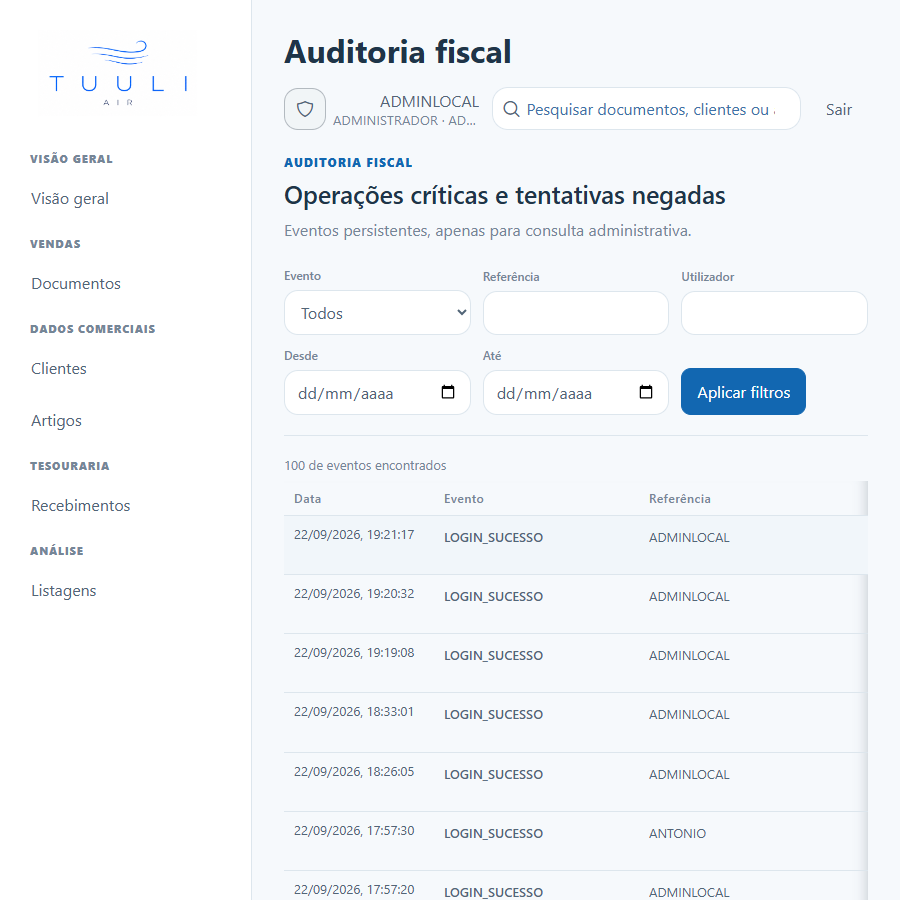 TUULI
AIR
VISÃO GERAL
Visão geral
VENDAS
Documentos
DADOS COMERCIAIS
Clientes
Artigos
TESOURARIA
Recebimentos
ANÁLISE
Listagens
Auditoria fiscal
ADMINLOCAL
ADMINISTRADOR · AD...
Pesquisar documentos, clientes ou
Sair
AUDITORIA FISCAL
Operações críticas e tentativas negadas
Eventos persistentes, apenas para consulta administrativa.
Evento Referência Utilizador
Todos
Desde Até
dd/mm/aaaa dd/mm/aaaa Aplicar filtros
100 de eventos encontrados
Data Evento Referência
22/09/2026, 19:21:17 LOGIN_SUCESSO ADMINLOCAL
22/09/2026, 19:20:32 LOGIN_SUCESSO ADMINLOCAL
22/09/2026, 19:19:08 LOGIN_SUCESSO ADMINLOCAL
22/09/2026, 18:33:01 LOGIN_SUCESSO ADMINLOCAL
22/09/2026, 18:26:05 LOGIN_SUCESSO ADMINLOCAL
22/09/2026, 17:57:30 LOGIN_SUCESSO ANTONIO
22/09/2026, 17:57:20 LOGIN_SUCESSO ADMINLOCAL